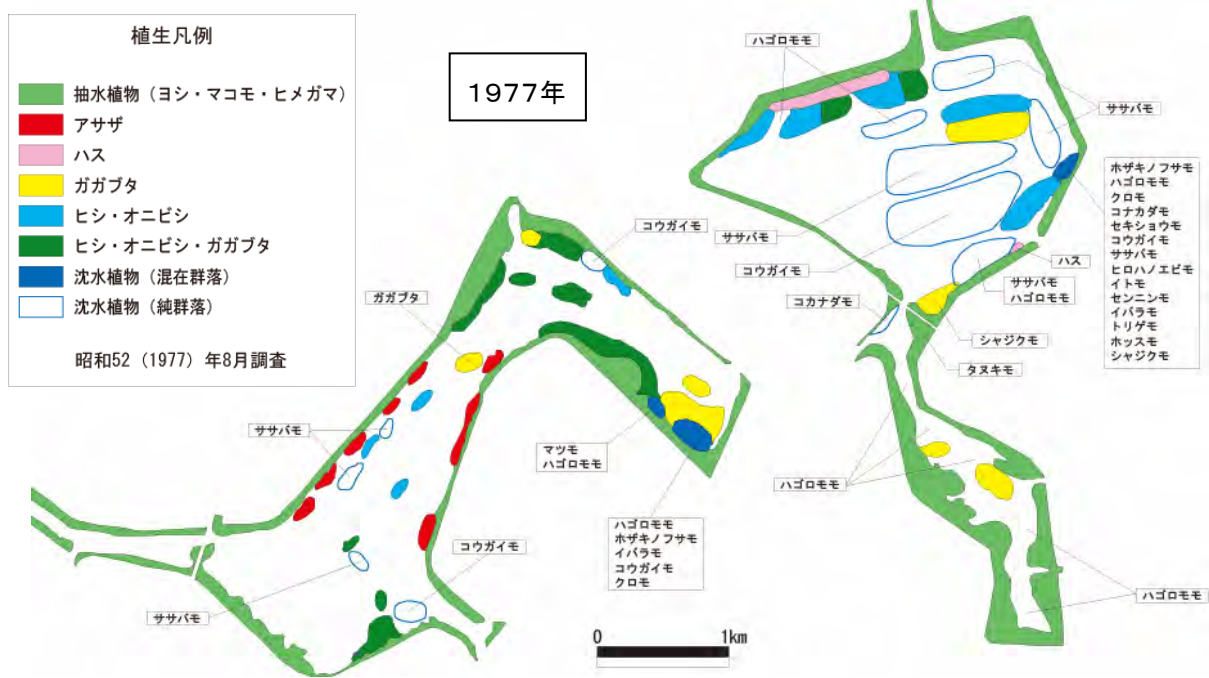 植生凡例
抽水植物（ヨシ・マコモ・ヒメガマ）
アサザ
ハス
ガガブタ
ヒシ・オニビシ
ヒシ・オニビシ・ガガブタ
沈水植物（混在群落）
沈水植物（純群落）
昭和52（1977）年8月調査
1977年
ハゴロモモ
ササバモ
ホザキノフサモ
ハゴロモモ
クロモ
コナカダモ
セキショウモ
コウガイモ
ササバモ
ヒロハノエビモ
イトモ
センニンモ
イバラモ
トリゲモ
ホッスモ
シャジクモ
コウガイモ
ササバモ
コウガイモ
ハス
ササバモ
ハゴロモモ
コカナダモ
ガガブタ
シャジクモ
タヌキモ
ササバモ
マツモ
ハゴロモモ
ハゴロモモ
ハゴロモモ
ホザキノフサモ
イバラモ
コウガイモ
クロモ
コウガイモ
ササバモ
ハゴロモモ
0 1km